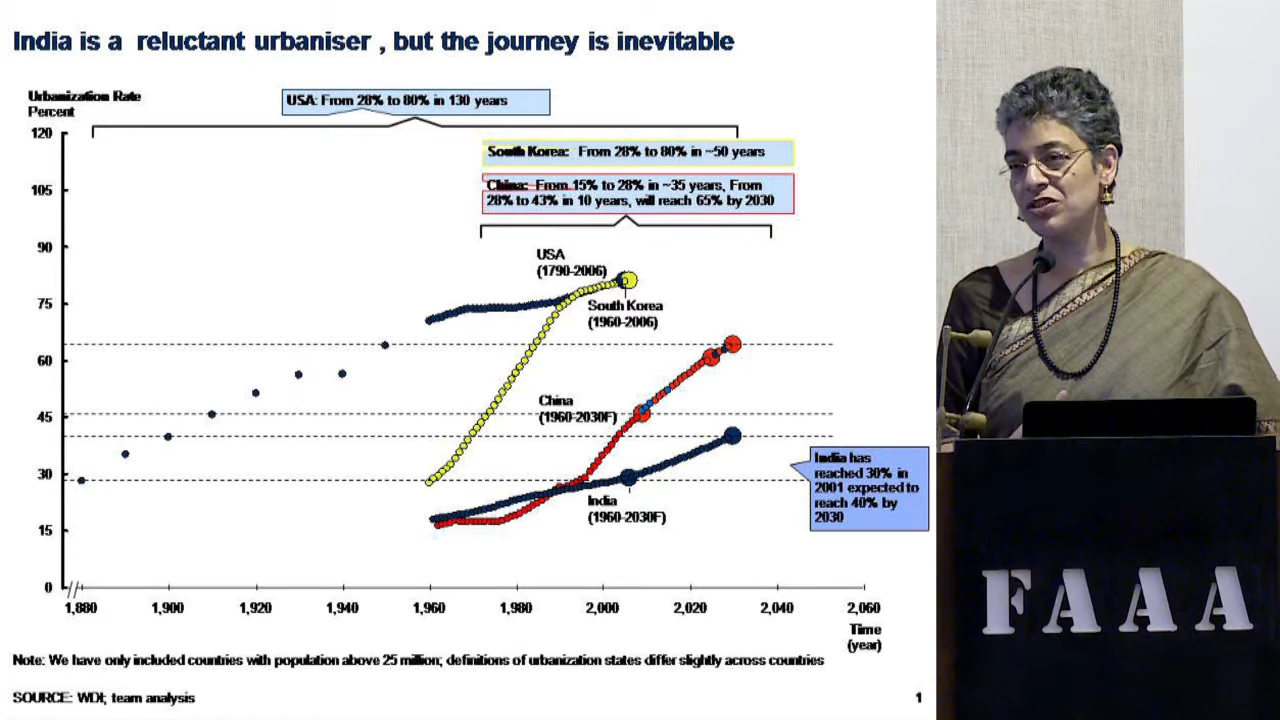 India is a reluctant urbaniser , but the journey is inevitable
Urbanization Rate
Percent
USA: From 28% to 80% in 130 years
South Korea: From 28% to 80% in ~50 years
China: From 15% to 28% in ~35 years, From
28% to 43% in 10 years, will reach 65% by 2030
120
105
90
75
60
45
30
15
0
USA
(1790-2006)
South Korea
(1960-2006)
China
(1960-2030F)
India
(1960-2030F)
India has
reached 30% in
2001 expected to
reach 40% by
2030
1,880 1,900 1,920 1,940 1,960 1,980 2,000 2,020 2,040 2,060
Time
(year)
Note: We have only included countries with population above 25 million; definitions of urbanization states differ slightly across countries
SOURCE: WDI; team analysis
1
FAAA